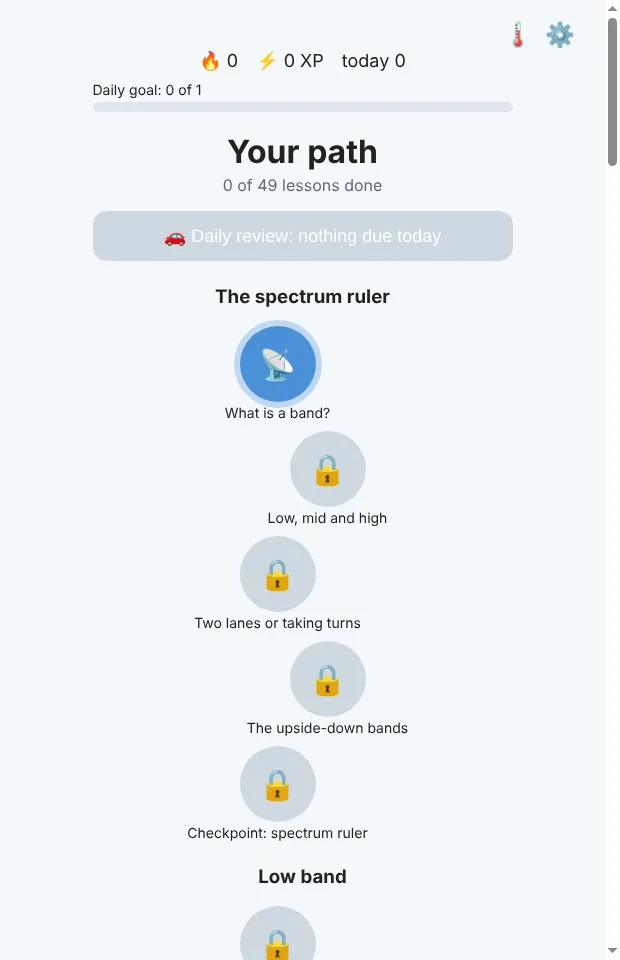 🔥 0 ⚡ 0 XP today 0
Daily goal: 0 of 1
Your path
0 of 49 lessons done
🚗 Daily review: nothing due today
The spectrum ruler
What is a band?
Low, mid and high
Two lanes or taking turns
The upside-down bands
Checkpoint: spectrum ruler
Low band